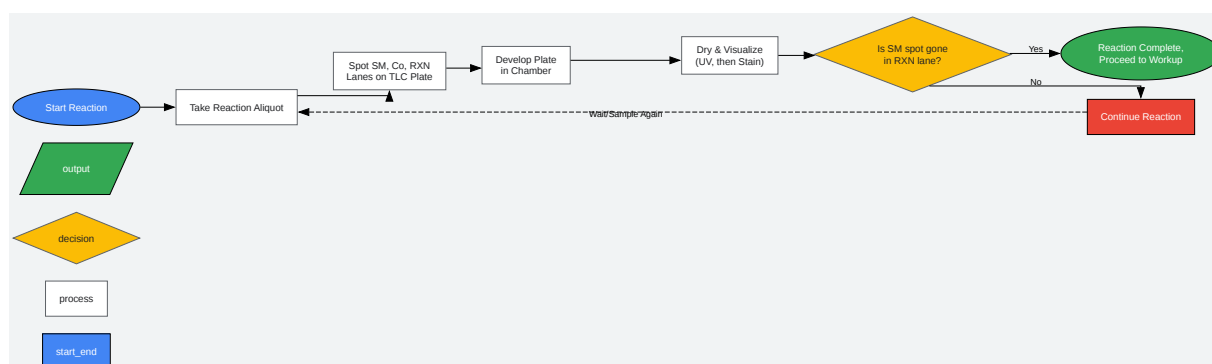 Start Reaction
Take Reaction Aliquot
Spot SM, Co, RXN
Lanes on TLC Plate
Develop Plate
in Chamber
Dry & Visualize
(UV, then Stain)
Is SM spot gone
in RXN lane?
Yes
Reaction Complete,
Proceed to Workup
No
Continue Reaction
Wait/Sample Again
output
decision
process
start_end